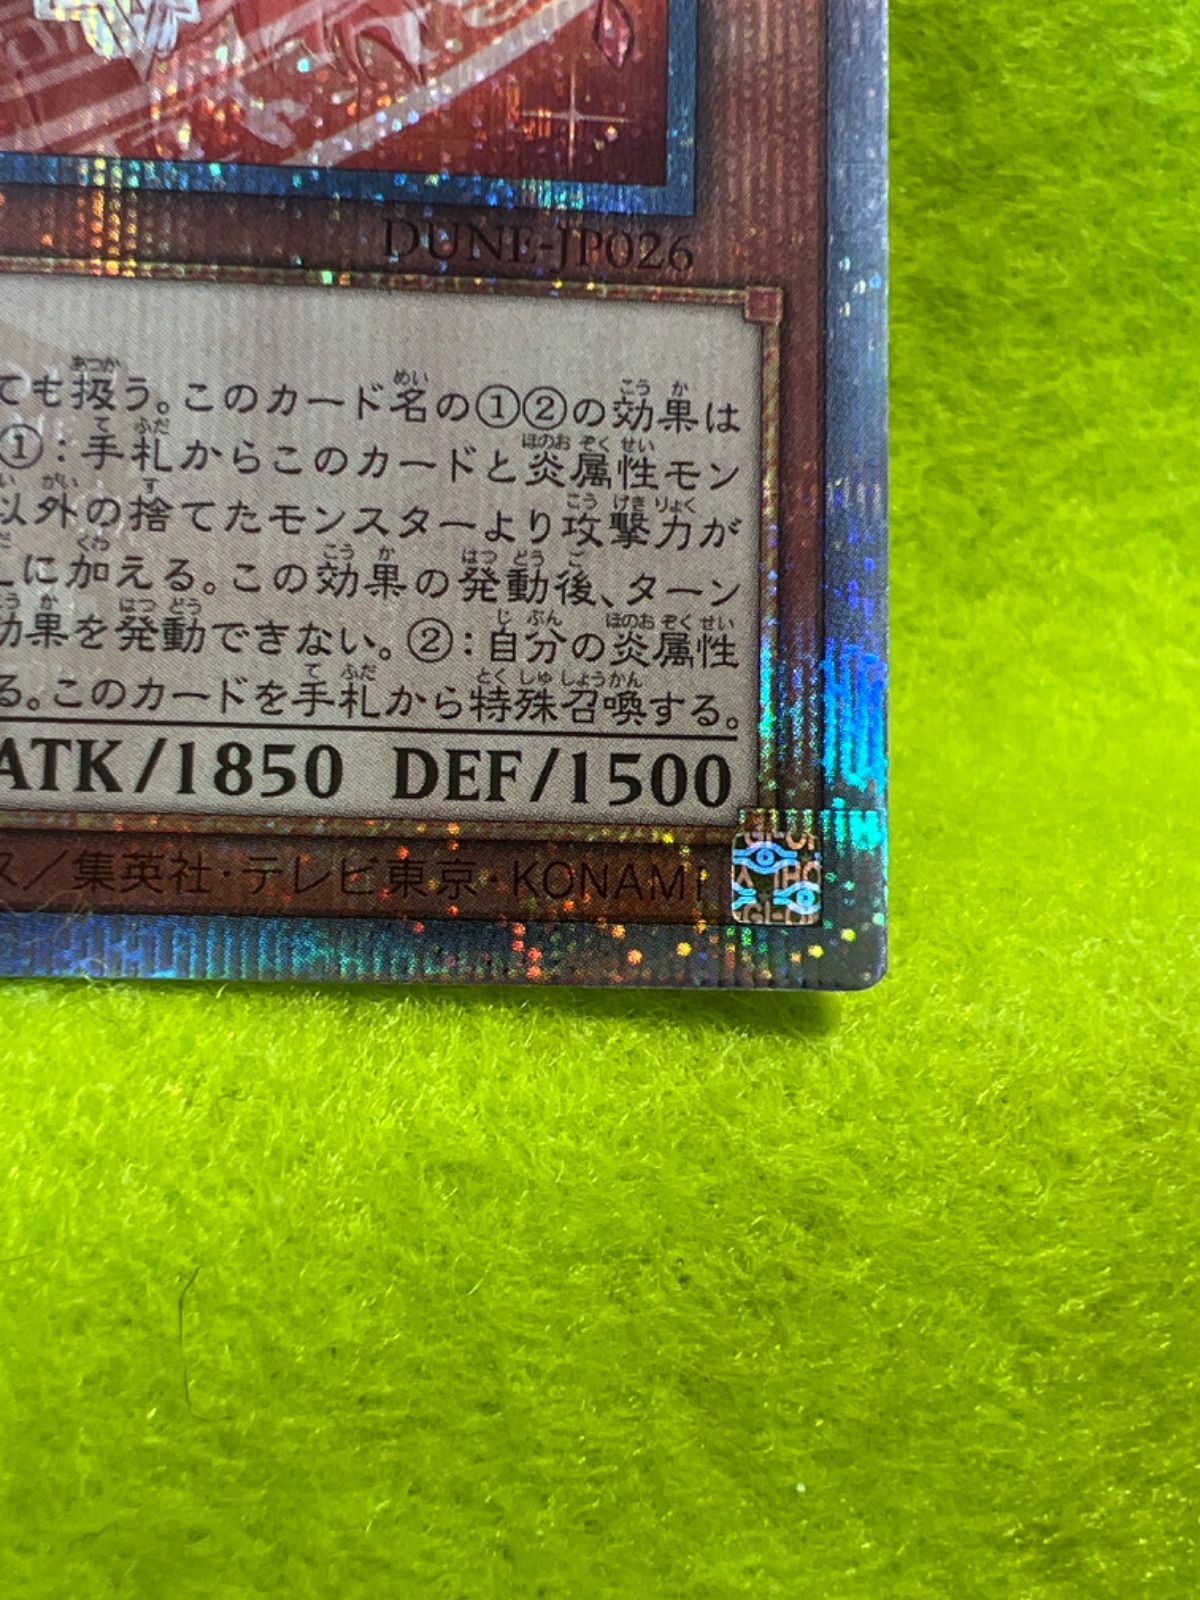 DUNE-JP026
ても扱う。このカード名の①②の効果は
①：手札からこのカードと炎属性モン
以外の捨てたモンスターより攻撃力が
に加える。この効果の発動後、ターン
効果を発動できない。②：自分の炎属性
る。このカードを手札から特殊召喚する。
ATK/1850 DEF/1500
ス/集英社・テレビ東京・KONAMI